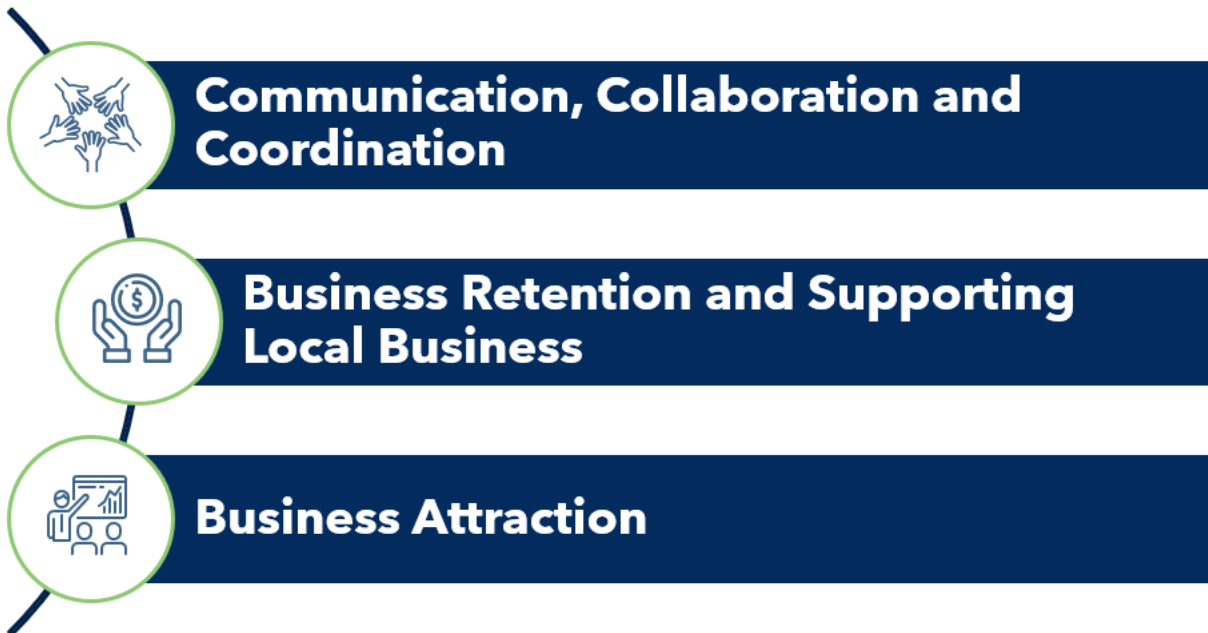 Communication, Collaboration and
Coordination
$
Business Retention and Supporting
Local Business
Business Attraction